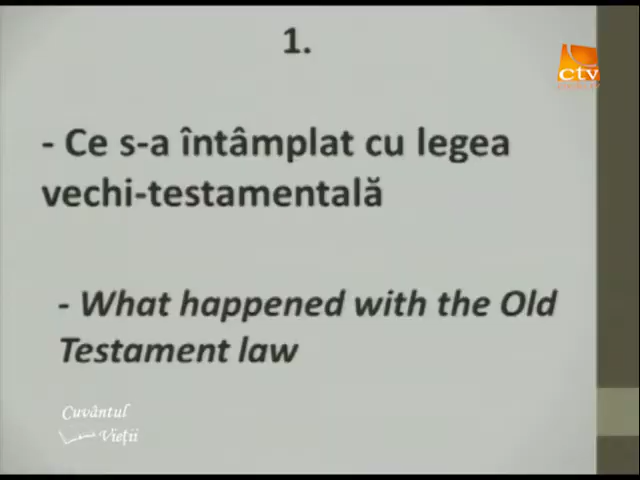 1.
ctv
- Ce s-a întâmplat cu legea
vechi-testamentală
- What happened with the Old
Testament law
Cuvântul
Vieții